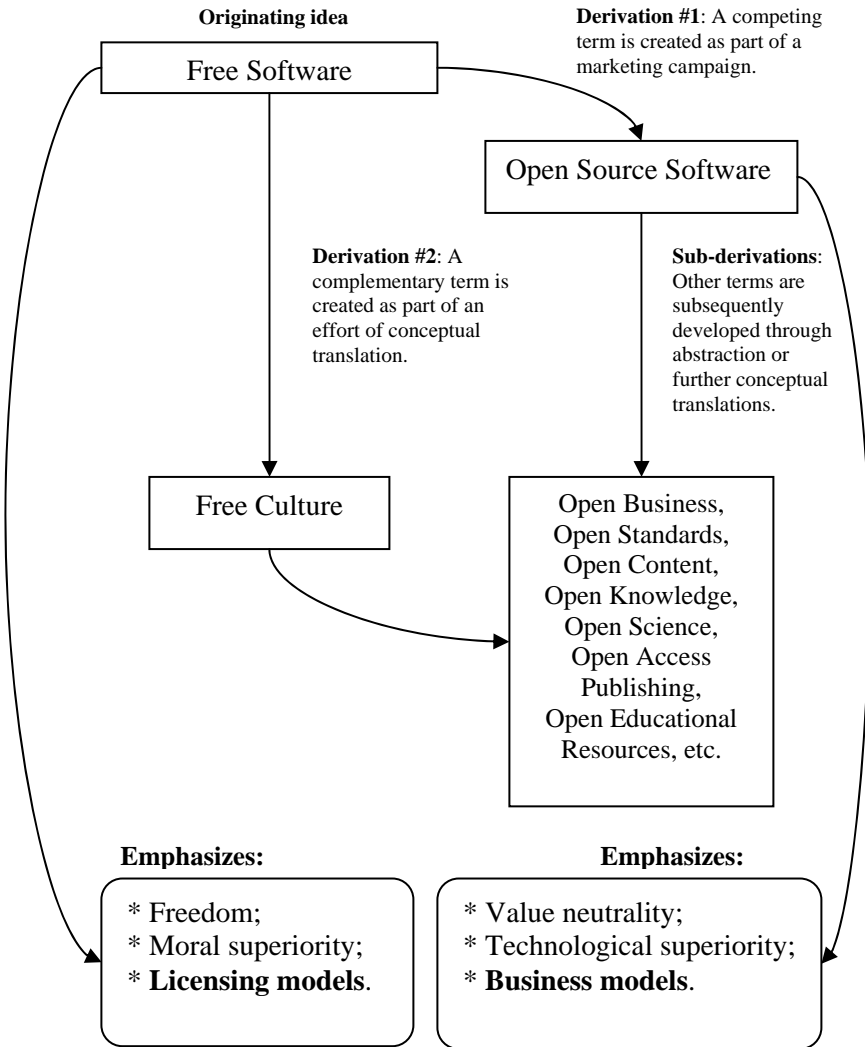 Originating idea
Free Software
Derivation #1: A competing
term is created as part of a
marketing campaign.
Open Source Software
Derivation #2: A
complementary term is
created as part of an
effort of conceptual
translation.
Sub-derivations:
Other terms are
subsequently
developed through
abstraction or
further conceptual
translations.
Free Culture
Open Business,
Open Standards,
Open Content,
Open Knowledge,
Open Science,
Open Access
Publishing,
Open Educational
Resources, etc.
Emphasizes:
* Freedom;
* Moral superiority;
* Licensing models.
Emphasizes:
* Value neutrality;
* Technological superiority;
* Business models.